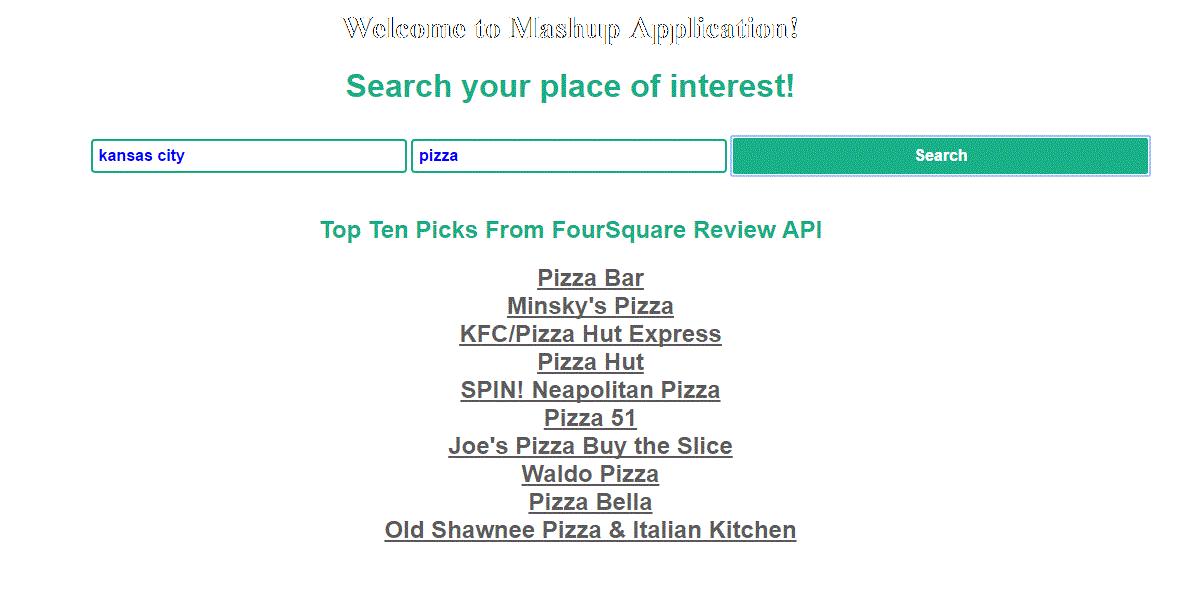 Welcome to Mashup Application!
Search your place of interest!
kansas city pizza Search
Top Ten Picks From FourSquare Review API
Pizza Bar
Minsky's Pizza
KFC/Pizza Hut Express
Pizza Hut
SPIN! Neapolitan Pizza
Pizza 51
Joe's Pizza Buy the Slice
Waldo Pizza
Pizza Bella
Old Shawnee Pizza & Italian Kitchen